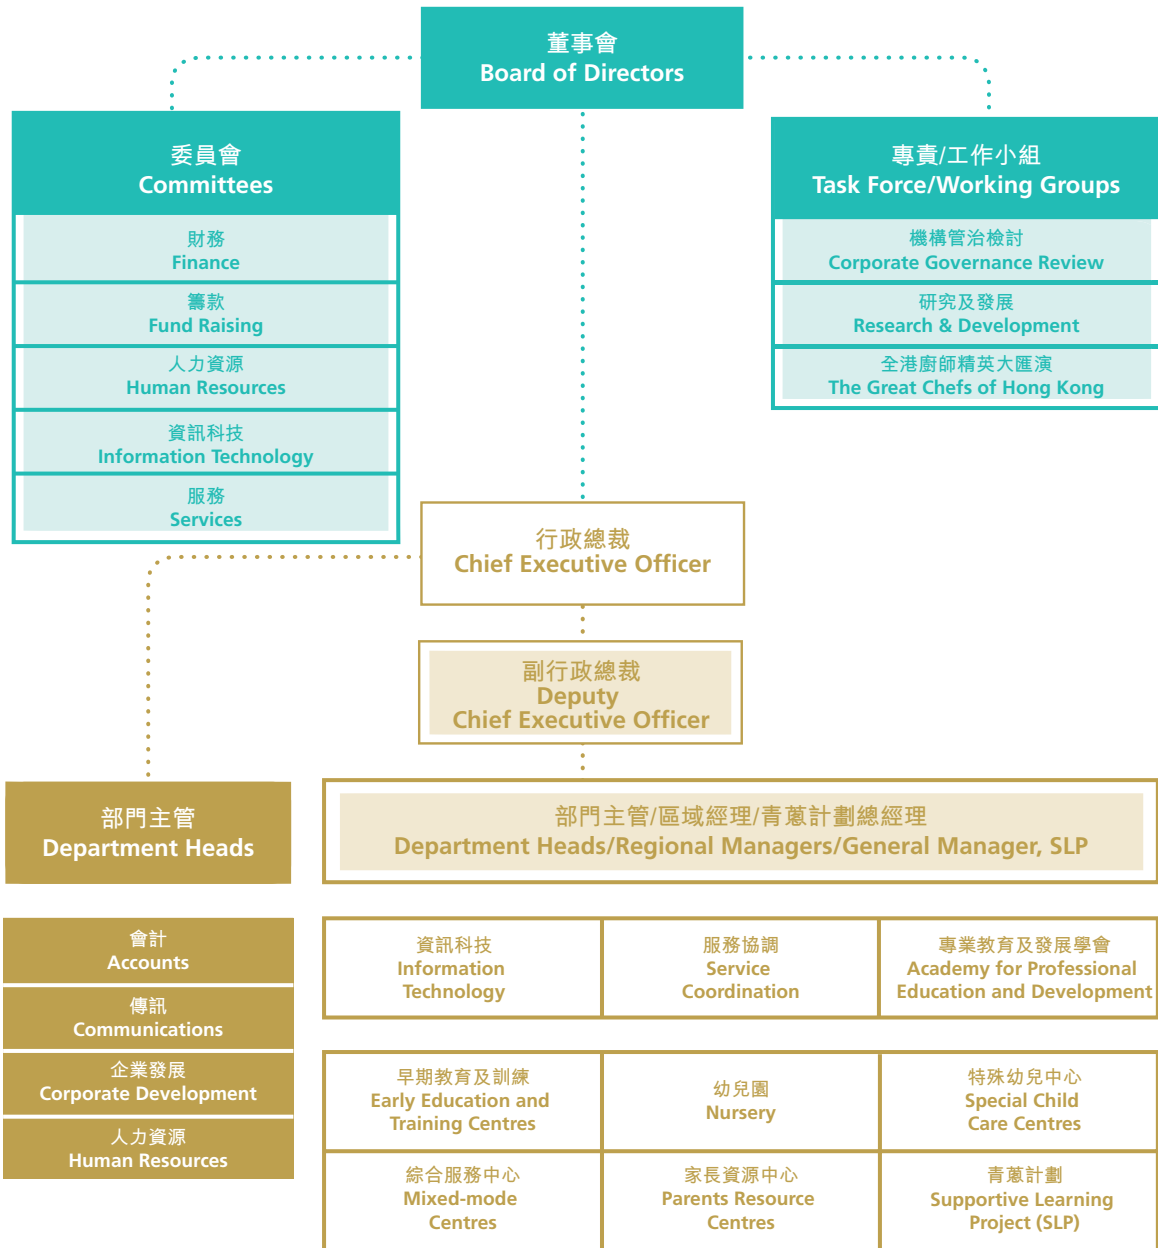 董事會
Board of Directors
委員會
Committees
財務
Finance
籌款
Fund Raising
人力資源
Human Resources
資訊科技
Information Technology
服務
Services
專責/工作小組
Task Force/Working Groups
機構管治檢討
Corporate Governance Review
研究及發展
Research & Development
全港廚師精英大匯演
The Great Chefs of Hong Kong
行政總裁
Chief Executive Officer
副行政總裁
Deputy
Chief Executive Officer
部門主管
Department Heads
會計
Accounts
傳訊
Communications
企業發展
Corporate Development
人力資源
Human Resources
部門主管/區域經理/青蔥計劃總經理
Department Heads/Regional Managers/General Manager, SLP
資訊科技
Information
Technology
服務協調
Service
Coordination
專業教育及發展學會
Academy for Professional
Education and Development
早期教育及訓練
Early Education and
Training Centres
幼兒園
Nursery
特殊幼兒中心
Special Child
Care Centres
綜合服務中心
Mixed-mode
Centres
家長資源中心
Parents Resource
Centres
青蔥計劃
Supportive Learning
Project (SLP)